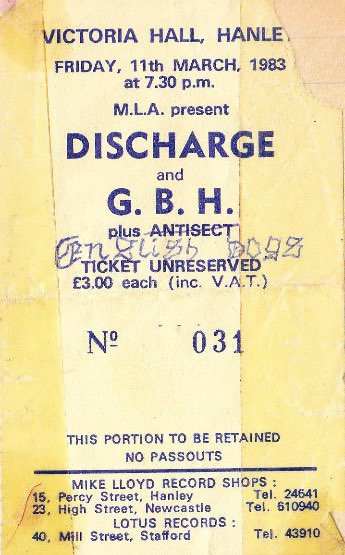 VICTORIA HALL, HANLE
FRIDAY, 11th MARCH, 1983
at 7.30 p.m.
M.L.A. present
DISCHARGE
and
G. B. H.
plus ANTISECT
English Dogs
TICKET UNRESERVED
£3.00 each (inc. V.A.T.)
Nº 031
THIS PORTION TO BE RETAINED
NO PASSOUTS
MIKE LLOYD RECORD SHOPS :
15, Percy Street, Hanley Tel. 24641
23, High Street, Newcastle Tel. 610940
LOTUS RECORDS :
40, Mill Street, Stafford Tel. 43910